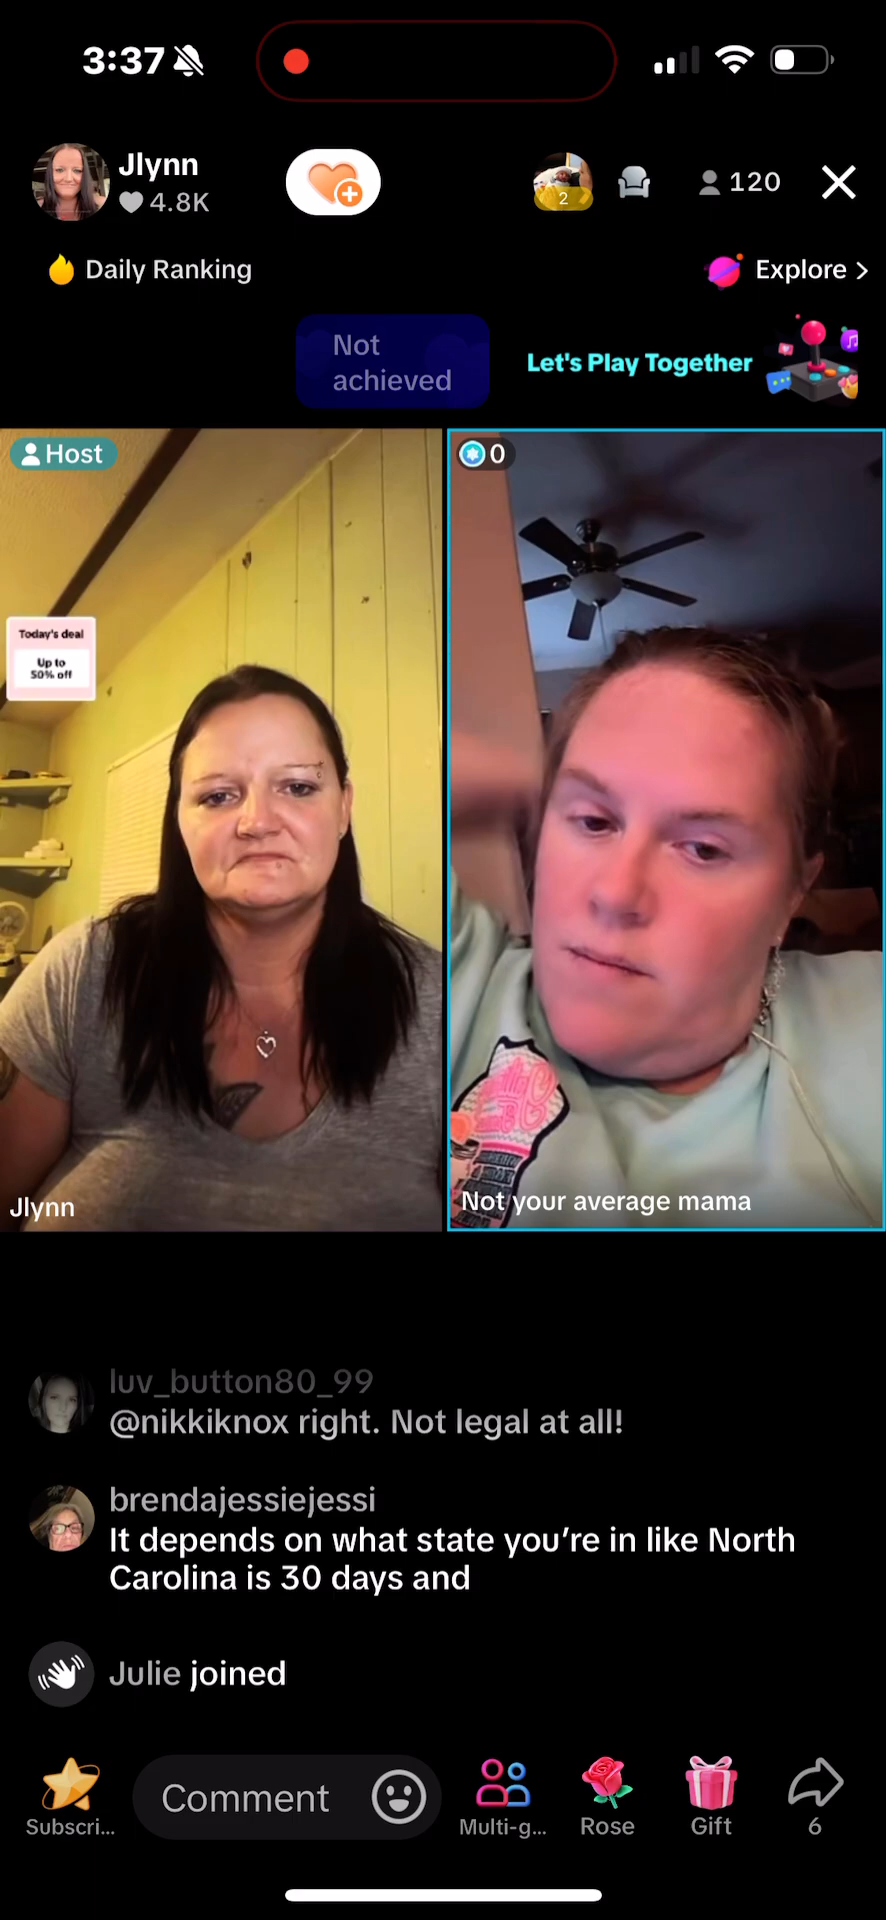 3:37
Jlynn
4.8K
2
120
Daily Ranking
Explore >
Not
achieved
Let's Play Together
Host
0
Today's deal
Up to
50% off
Jlynn
Not your average mama
luv_button80_99
@nikkiknox right. Not legal at all!
brendajessiejessi
It depends on what state you're in like North
Carolina is 30 days and
Julie joined
Comment
Subscri...
Multi-g...
Rose
Gift
6